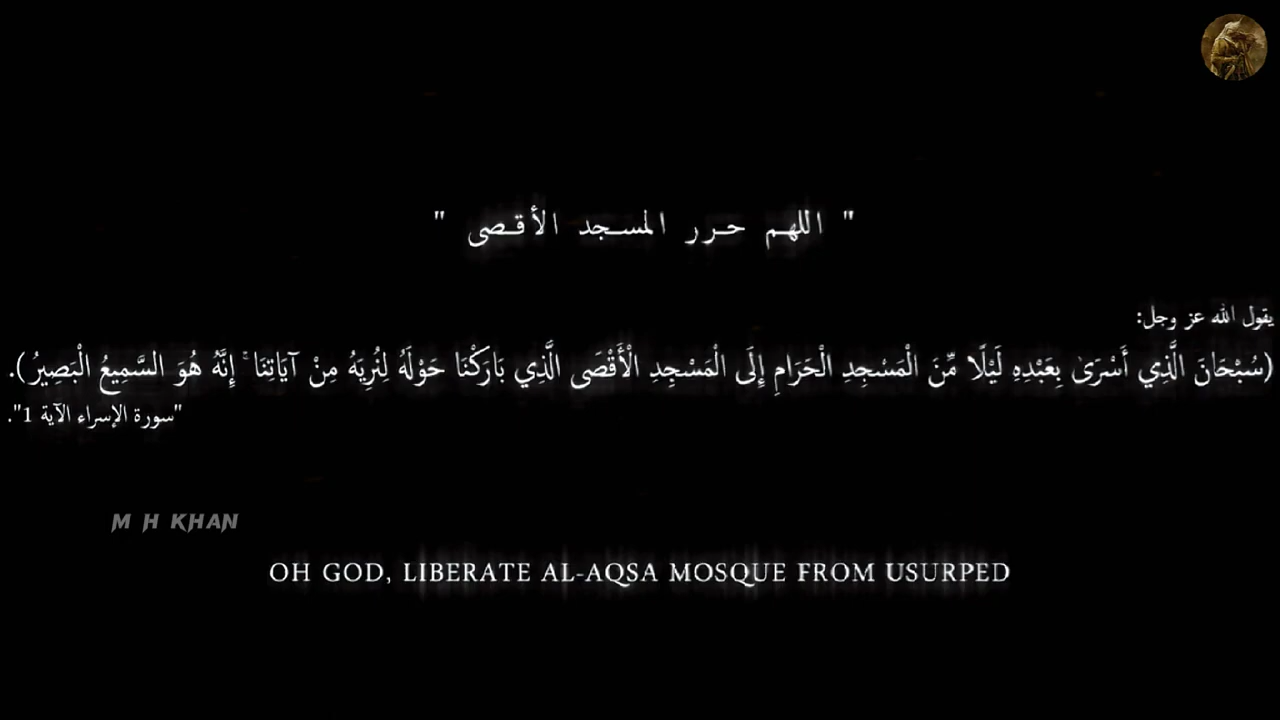 " اللهم حرر المسجد الأقصى "
يقول الله عز وجل:
(سُبْحَانَ الَّذِي أَسْرَىٰ بِعَبْدِهِ لَيْلًا مِّنَ الْمَسْجِدِ الْحَرَامِ إِلَى الْمَسْجِدِ الْأَقْصَى الَّذِي بَارَكْنَا حَوْلَهُ لِنُرِيَهُ مِنْ آيَاتِنَا ۚ إِنَّهُ هُوَ السَّمِيعُ الْبَصِيرُ).
"سورة الإسراء الآية 1".
M H KHAN
OH GOD, LIBERATE AL-AQSA MOSQUE FROM USURPED